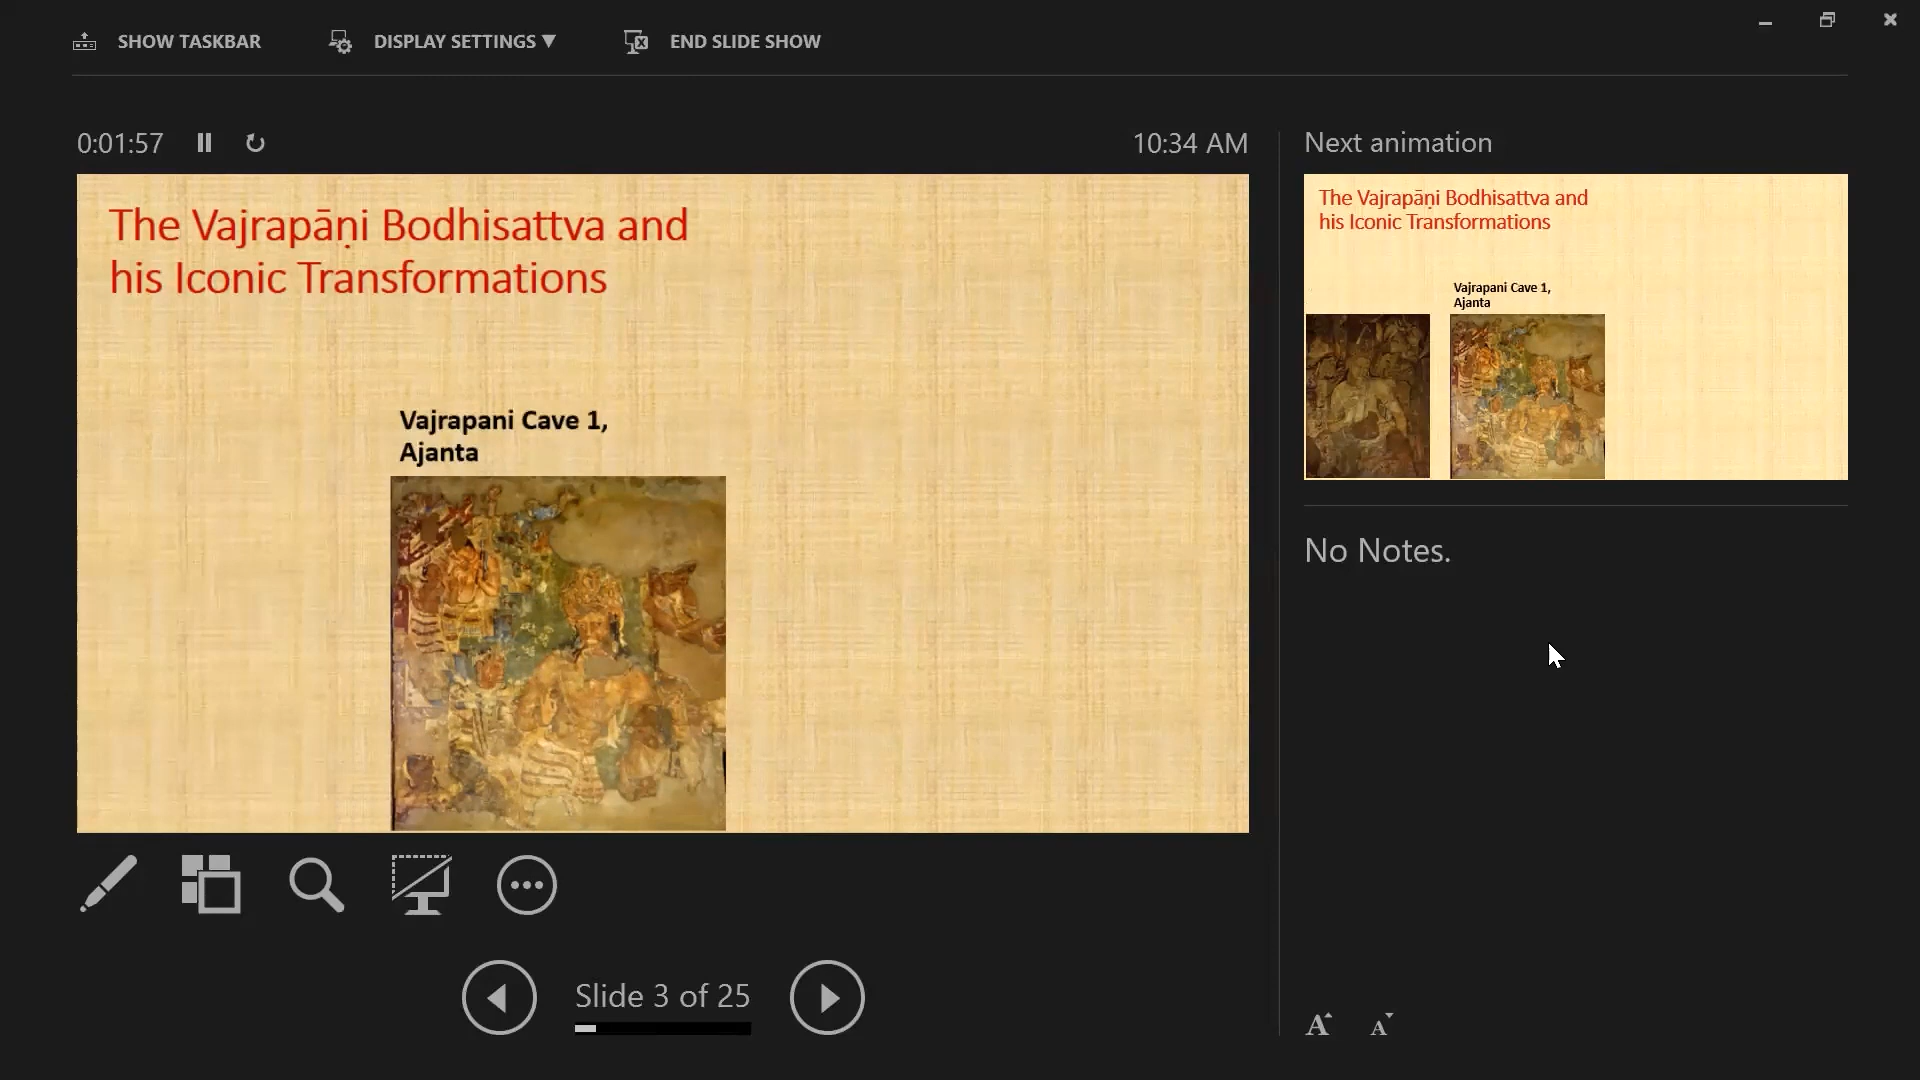 SHOW TASKBAR
DISPLAY SETTINGS ▼
END SLIDE SHOW
0:01:57
10:34 AM
The Vajrapāṇi Bodhisattva and
his Iconic Transformations
Vajrapani Cave 1,
Ajanta
Slide 3 of 25
Next animation
The Vajrapāṇi Bodhisattva and
his Iconic Transformations
Vajrapani Cave 1,
Ajanta
No Notes.
A A